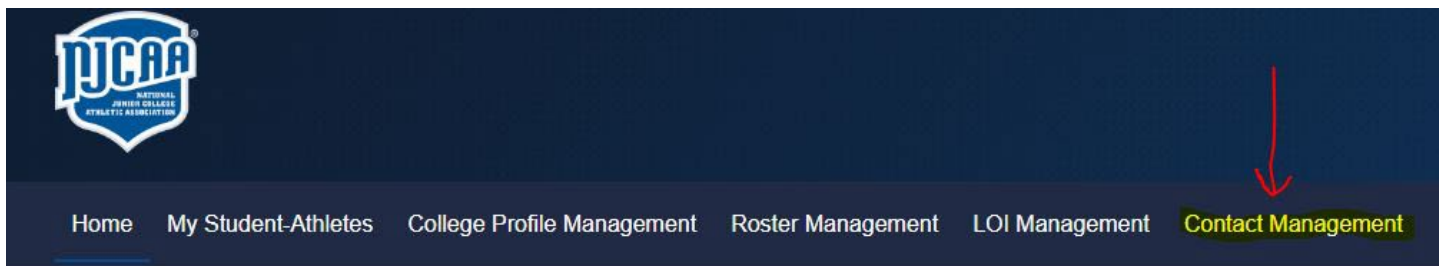 NJCAA®
NATIONAL
JUNIOR COLLEGE
ATHLETIC ASSOCIATION
Home My Student-Athletes College Profile Management Roster Management LOI Management Contact Management